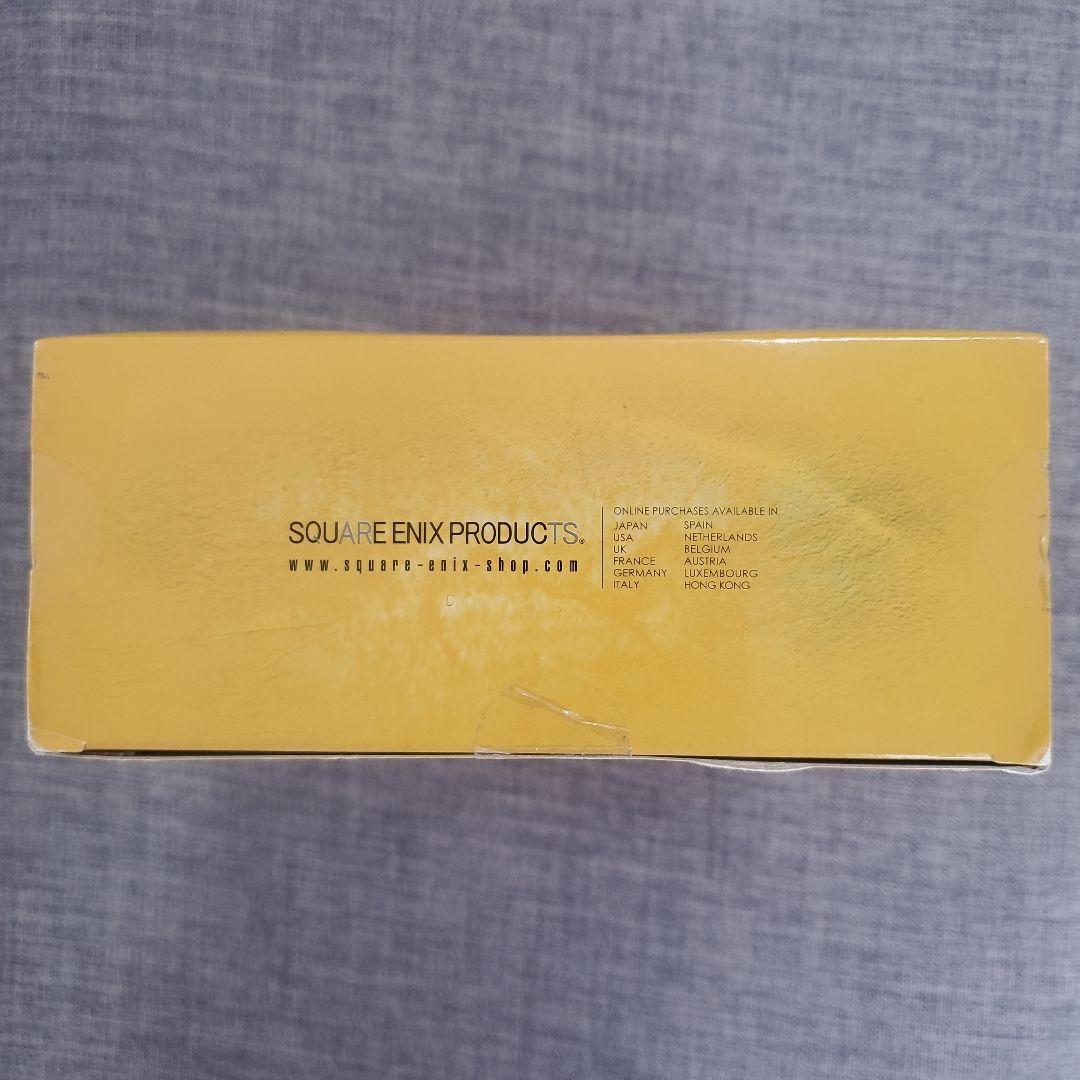 SQUARE ENIX PRODUCTS®
www.square-enix-shop.com
ONLINE PURCHASES AVAILABLE IN
JAPAN
USA
UK
FRANCE
GERMANY
ITALY
SPAIN
NETHERLANDS
BELGIUM
AUSTRIA
LUXEMBOURG
HONG KONG